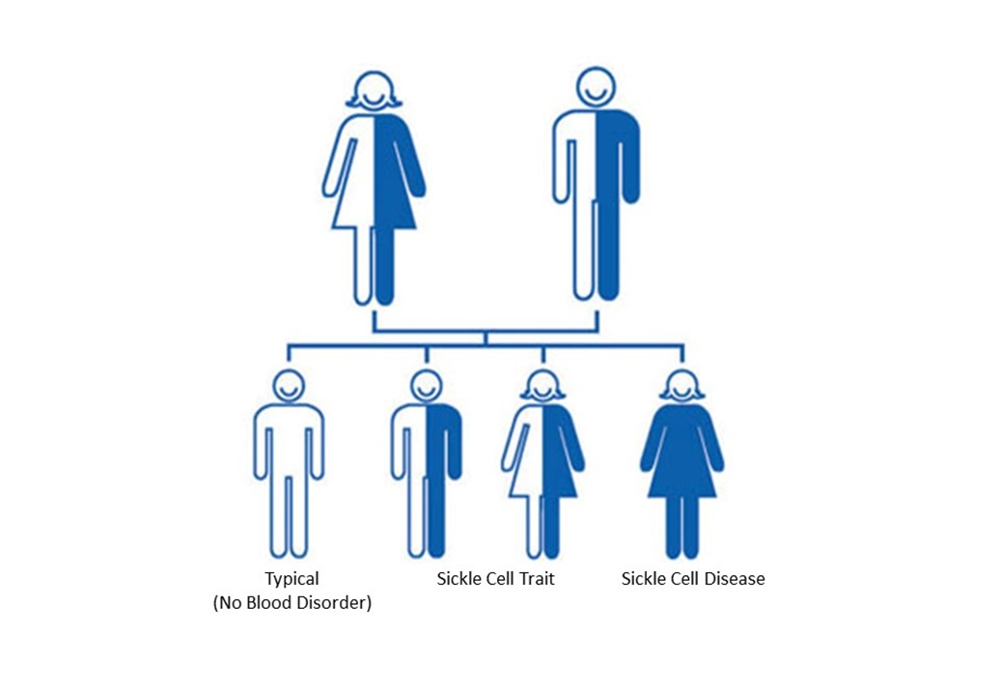 Typical
(No Blood Disorder)
Sickle Cell Trait
Sickle Cell Disease